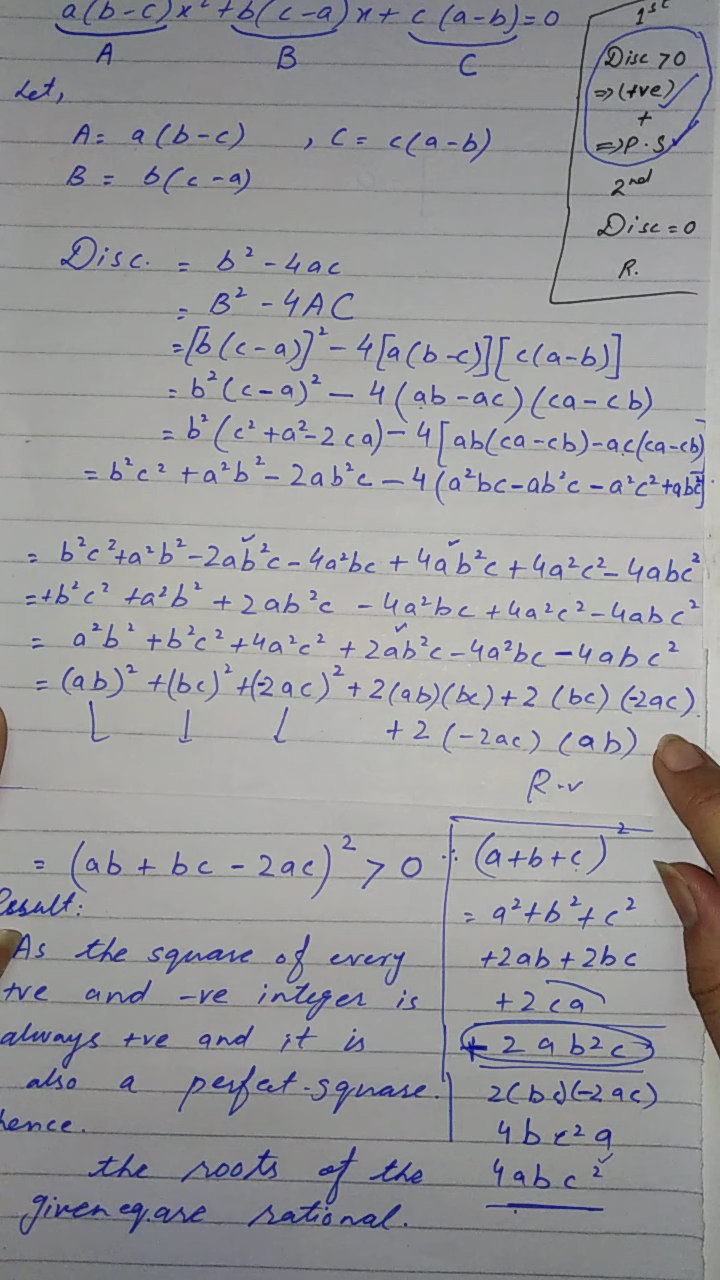 a(b-c)x² + b(c-a)x + c(a-b) = 0
A B C
Let,
A = a(b-c) , C = c(a-b)
B = b(c-a)
1st
Disc >0
=> (+ve) ✓
+
=> P.S ✓
2nd
Disc = 0
R.
Disc. = b² - 4ac
= B² - 4AC
= [b(c-a)]² - 4[a(b-c)][c(a-b)]
= b²(c-a)² - 4(ab-ac)(ca-cb)
= b²(c²+a²-2ca) - 4[ab(ca-cb)-ac(ca-cb)]
= b²c² + a²b² - 2ab²c - 4(a²bc-ab²c-a²c²+abc²)
= b²c²+a²b²-2ab²c-4a²bc+4ab²c+4a²c²-4abc²
= +b²c² +a²b² + 2ab²c - 4a²bc +4a²c²-4abc²
= a²b² +b²c² +4a²c² +2ab²c-4a²bc-4abc²
= (ab)² +(bc)² +(-2ac)² +2(ab)(bc)+2(bc)(-2ac)
+2(-2ac)(ab)
R.v
= (ab + bc - 2ac)² > 0
Result:
As the square of every
+ve and -ve integer is
always +ve and it is
also a perfect-square.
hence.
the roots of the
given eq. are rational.
∴ (a+b+c)²
= a²+b²+c²
+2ab+2bc
+2ca
+2ab²c
2(bc)(-2ac)
4bc²a
4abc²